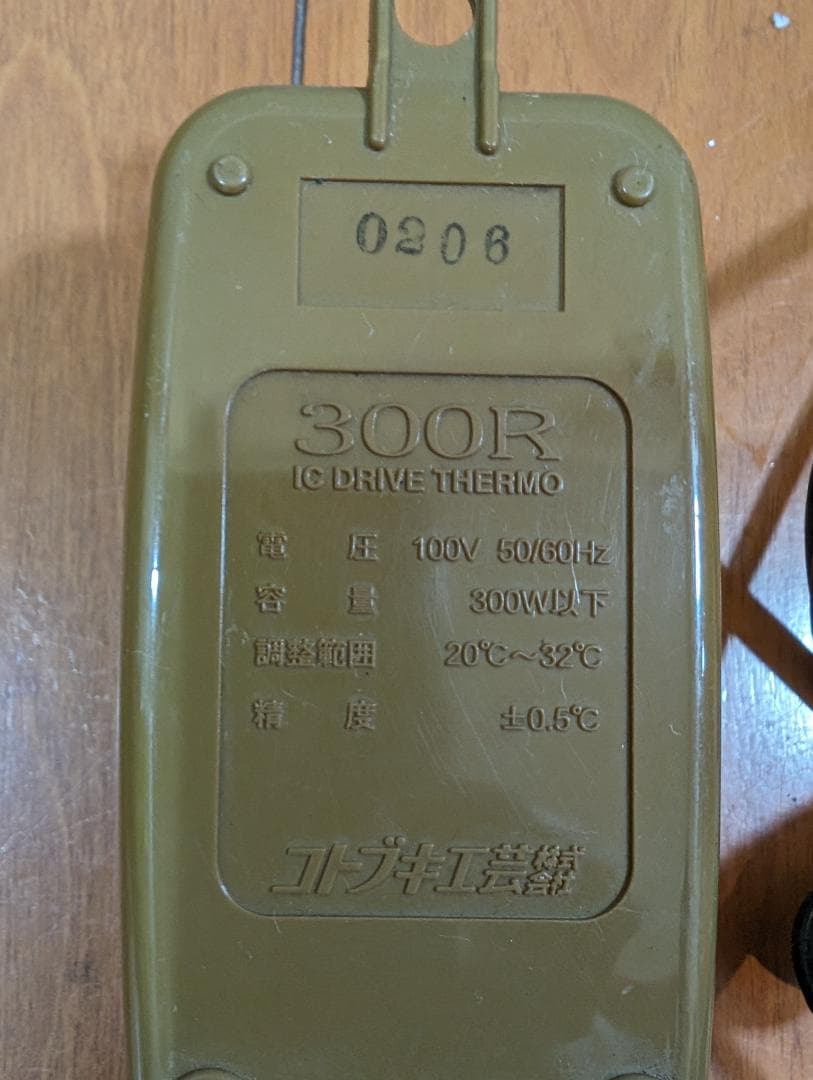 0206
300R
IC DRIVE THERMO
電圧 100V 50/60Hz
容量 300W以下
調整範囲 20℃～32℃
精度 ±0.5℃
コトブキ工芸株式会社